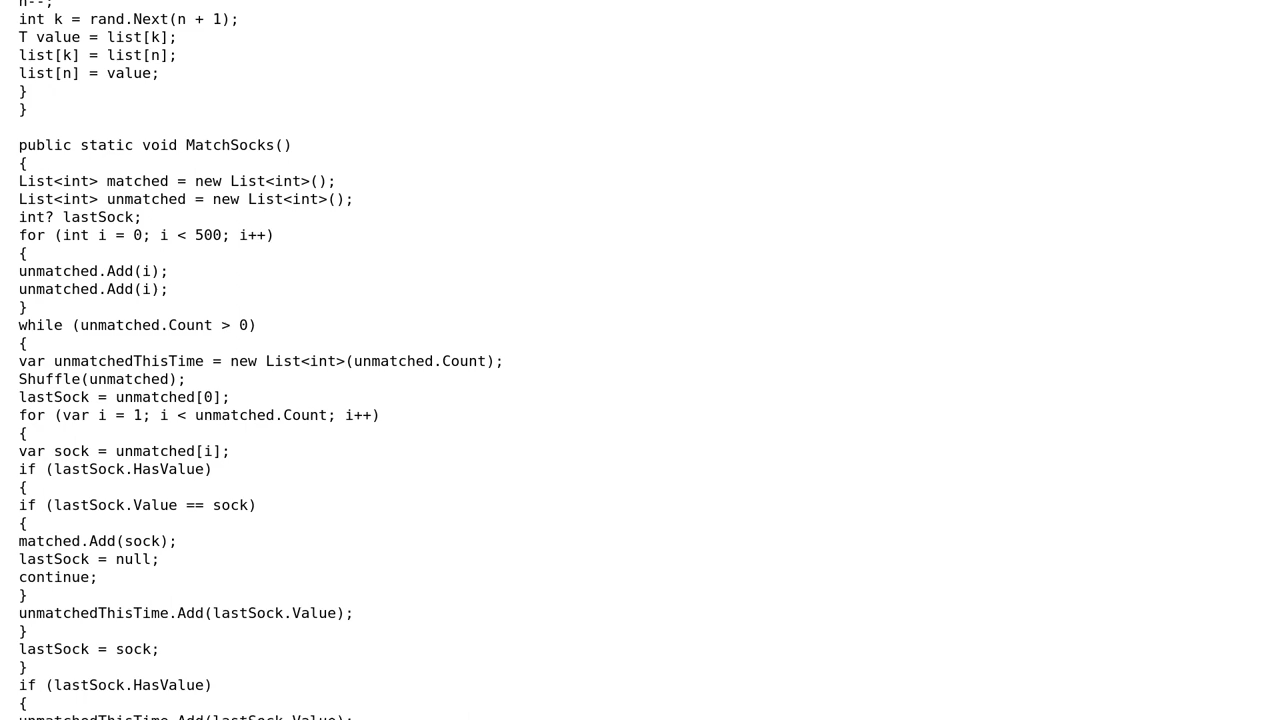 n--;
int k = rand.Next(n + 1);
T value = list[k];
list[k] = list[n];
list[n] = value;
}
}

public static void MatchSocks()
{
List<int> matched = new List<int>();
List<int> unmatched = new List<int>();
int? lastSock;
for (int i = 0; i < 500; i++)
{
unmatched.Add(i);
unmatched.Add(i);
}
while (unmatched.Count > 0)
{
var unmatchedThisTime = new List<int>(unmatched.Count);
Shuffle(unmatched);
lastSock = unmatched[0];
for (var i = 1; i < unmatched.Count; i++)
{
var sock = unmatched[i];
if (lastSock.HasValue)
{
if (lastSock.Value == sock)
{
matched.Add(sock);
lastSock = null;
continue;
}
unmatchedThisTime.Add(lastSock.Value);
}
lastSock = sock;
}
if (lastSock.HasValue)
{
unmatchedThisTime.Add(lastSock.Value);